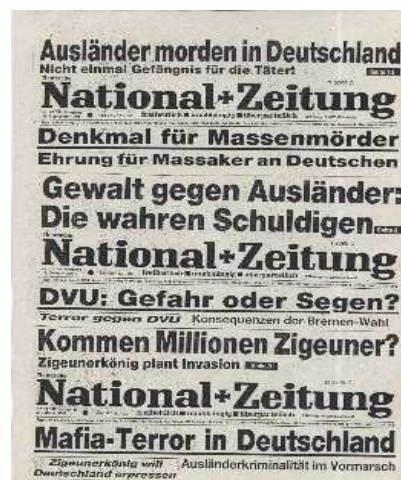 Ausländer morden in Deutschland
Nicht einmal Gefängnis für die Täter!
National+Zeitung
Denkmal für Massenmörder
Ehrung für Massaker an Deutschen
Gewalt gegen Ausländer:
Die wahren Schuldigen
National+Zeitung
DVU: Gefahr oder Segen?
Terror gegen DVU Konsequenzen der Bremen-Wahl
Kommen Millionen Zigeuner?
Zigeunerkönig plant Invasion
National+Zeitung
Mafia-Terror in Deutschland
Zigeunerkönig will Ausländerkriminalität im Vormarsch
Deutschland erpressen